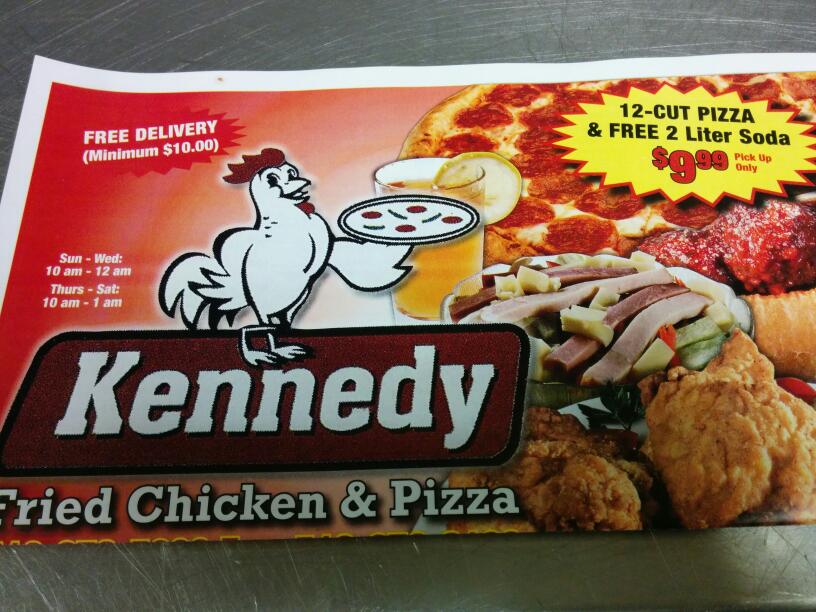 FREE DELIVERY
(Minimum $10.00)
12-CUT PIZZA
& FREE 2 Liter Soda
$9.99 Pick Up
Only
Sun - Wed:
10 am - 12 am
Thurs - Sat:
10 am - 1 am
Kennedy
Fried Chicken & Pizza